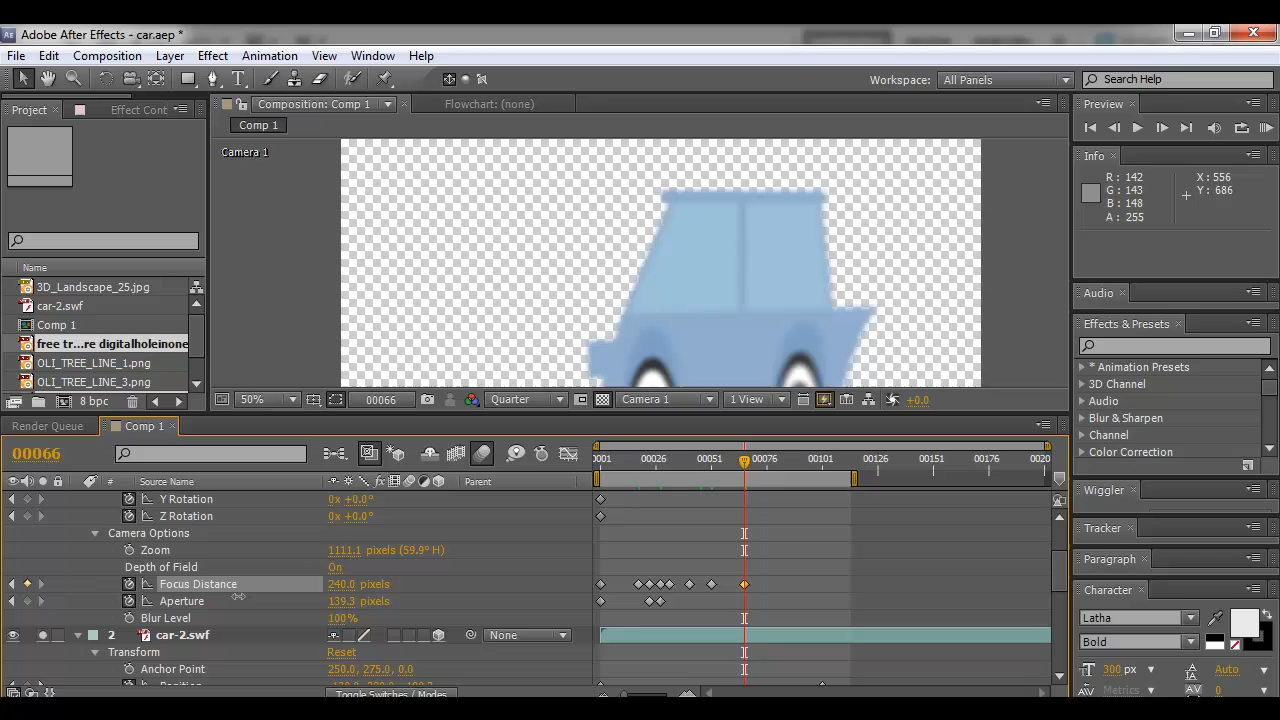 Adobe After Effects - car.aep *
File Edit Composition Layer Effect Animation View Window Help
Workspace: All Panels Search Help
Project Effect Cont Composition: Comp 1 Flowchart: (none) Preview
Comp 1
Camera 1
Info
R : 142 X : 556
G : 143 Y : 686
B : 148
A : 255
Name
3D_Landscape_25.jpg
car-2.swf
Comp 1
free tr...re digitalholeinone
OLI_TREE_LINE_1.png
OLI_TREE_LINE_3.png
8 bpc
50% 00066 Quarter Camera 1 1 View +0.0
Audio
Effects & Presets
* Animation Presets
3D Channel
Audio
Blur & Sharpen
Channel
Color Correction
Wiggler
Tracker
Paragraph
Character
Latha
Bold
300 px Auto
Metrics 0
Render Queue Comp 1
00066
0001 00026 00051 00076 00101 00126 00151 00176 0020
# Source Name Parent
Y Rotation 0x +0.0°
Z Rotation 0x +0.0°
Camera Options
Zoom 1111.1 pixels (59.9° H)
Depth of Field On
Focus Distance 240.0 pixels
Aperture 139.3 pixels
Blur Level 100%
2 car-2.swf None
Transform Reset
Anchor Point 250.0, 275.0, 0.0
Position
Toggle Switches / Modes